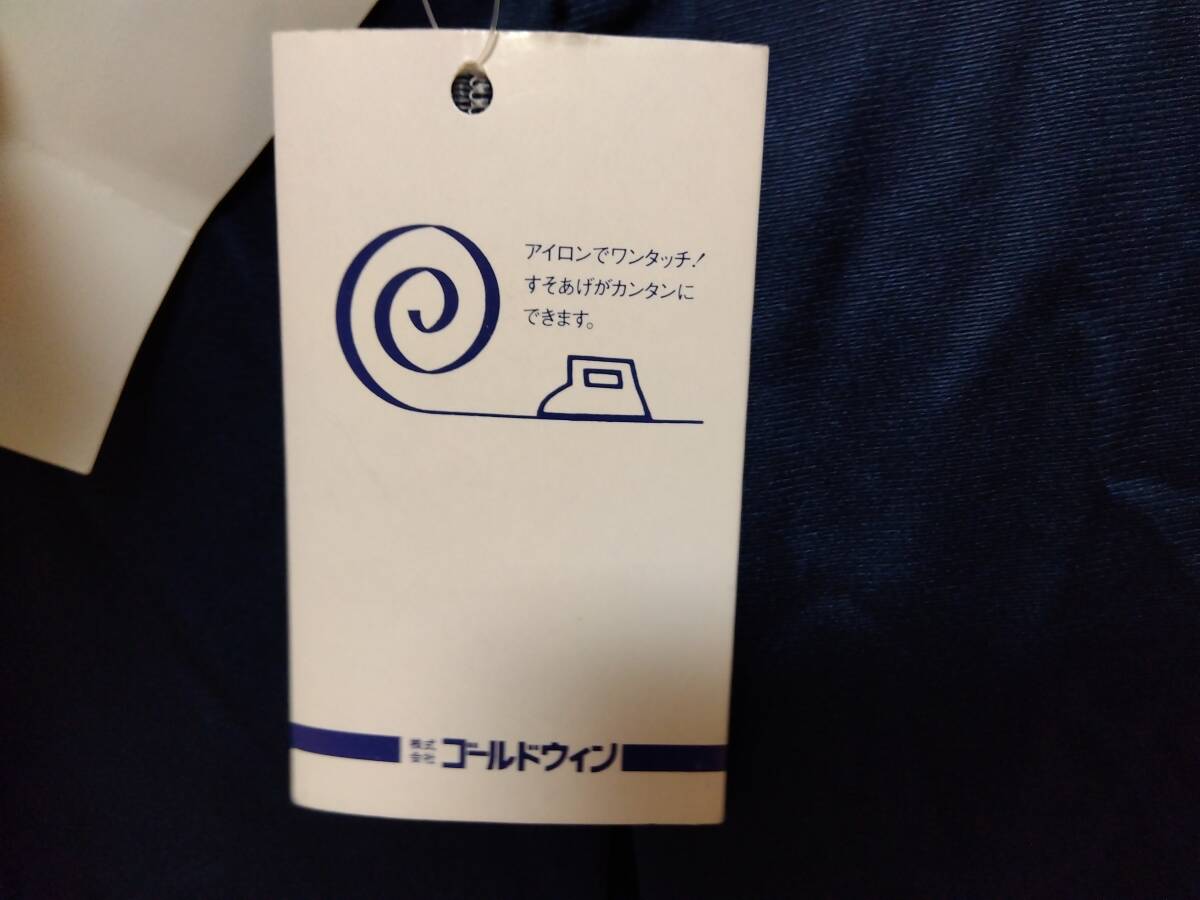 アイロンでワンタッチ!
すそあげがカンタンに
できます。
株式
会社 ゴールドウィン